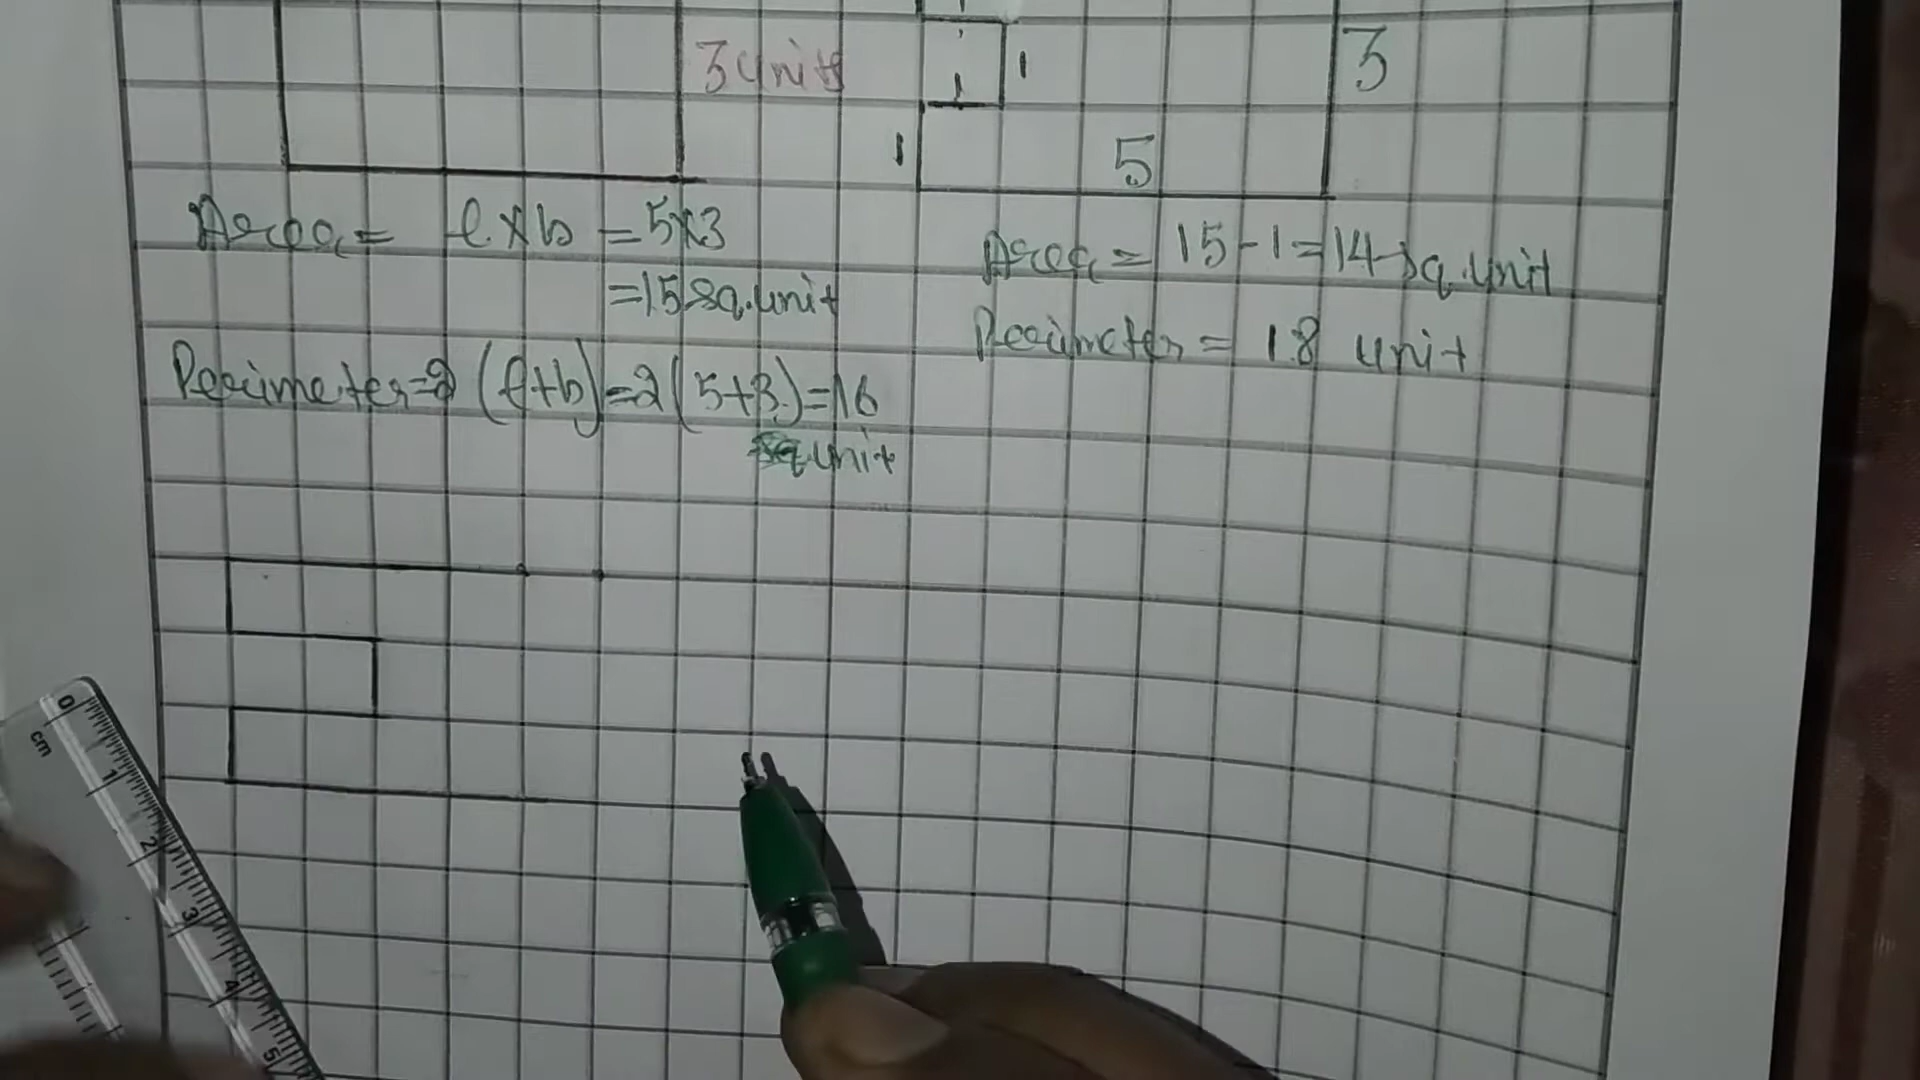 3 units
1
1
1
3
1
5
Area = l × b = 5×3
= 15 sq. unit
Perimeter = 2 (l+b) = 2(5+3) = 16
unit
Area = 15 - 1 = 14 sq. unit
Perimeter = 18 unit
0
cm
1
2
3
4
5